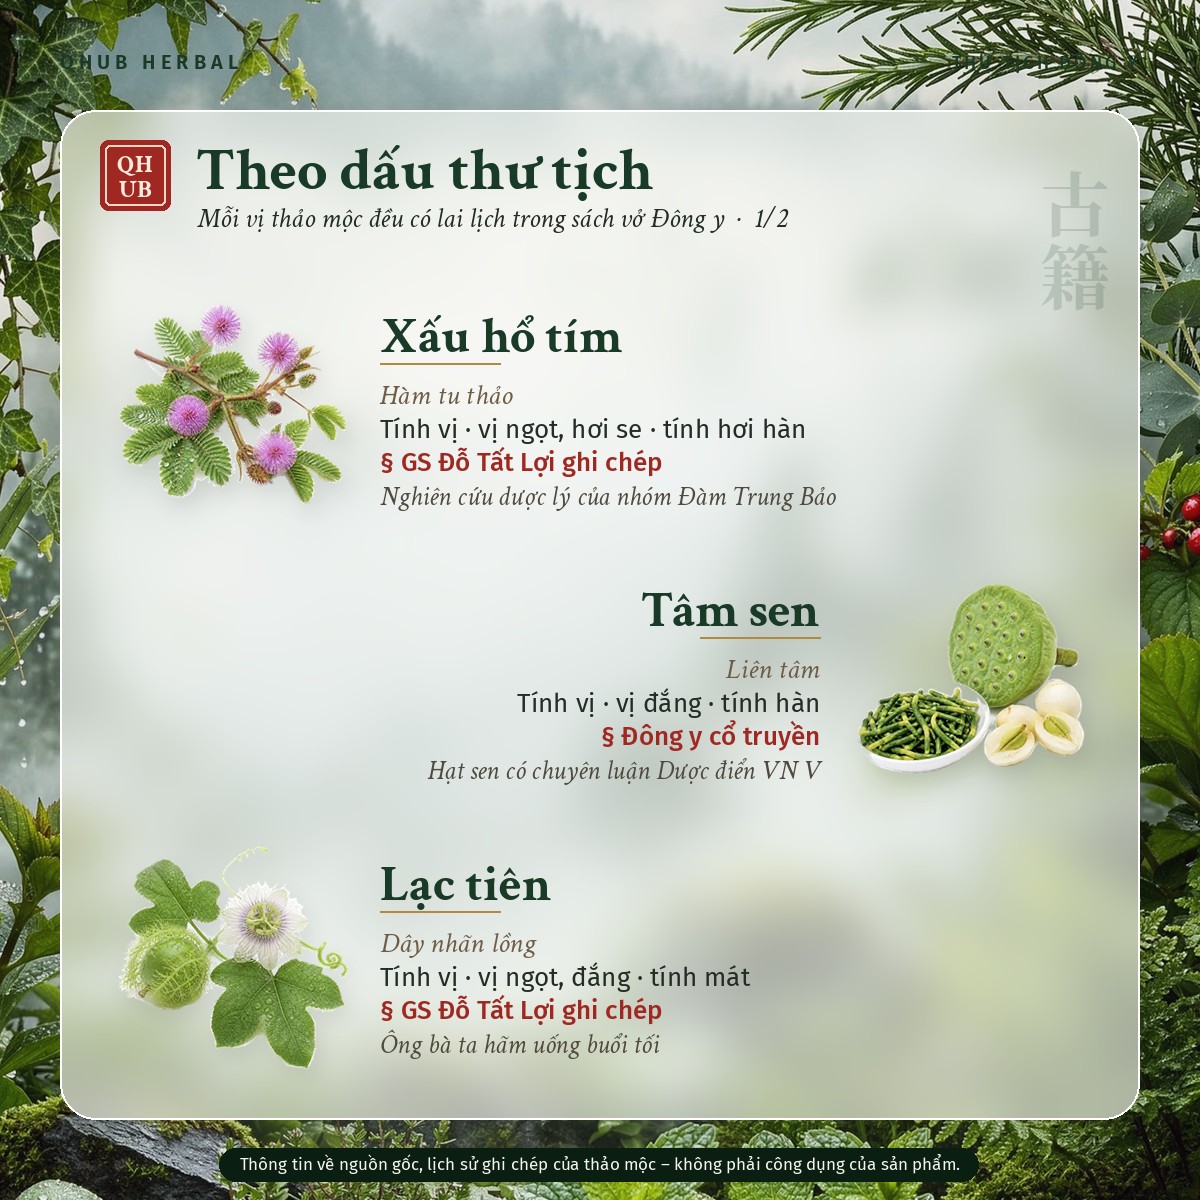 QHUB HERBAL
QH
UB
Theo dấu thư tịch
Mỗi vị thảo mộc đều có lai lịch trong sách vở Đông y · 1/2
古籍
Xấu hổ tím
Hàm tu thảo
Tính vị · vị ngọt, hơi se · tính hơi hàn
§ GS Đỗ Tất Lợi ghi chép
Nghiên cứu dược lý của nhóm Đàm Trung Bảo
Tâm sen
Liên tâm
Tính vị · vị đắng · tính hàn
§ Đông y cổ truyền
Hạt sen có chuyên luận Dược điển VN V
Lạc tiên
Dây nhãn lồng
Tính vị · vị ngọt, đắng · tính mát
§ GS Đỗ Tất Lợi ghi chép
Ông bà ta hãm uống buổi tối
Thông tin về nguồn gốc, lịch sử ghi chép của thảo mộc – không phải công dụng của sản phẩm.